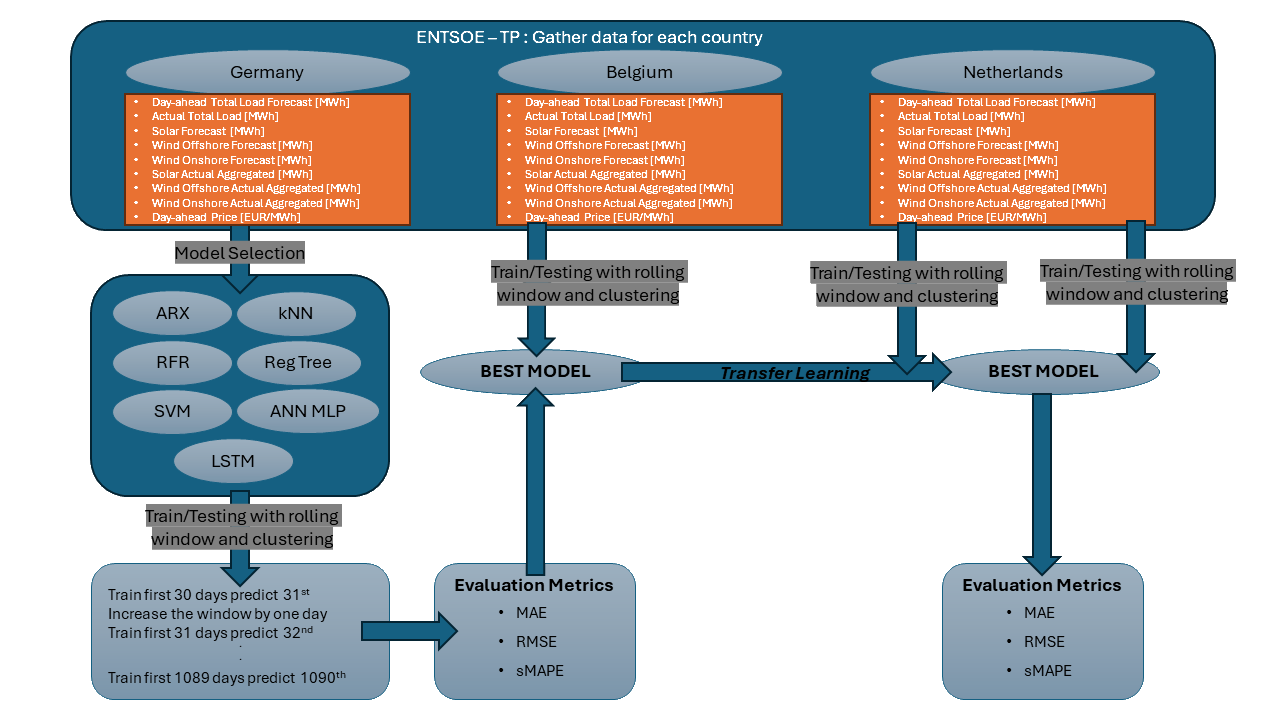 ENTSOE – TP : Gather data for each country
Germany
• Day-ahead Total Load Forecast [MWh]
• Actual Total Load [MWh]
• Solar Forecast [MWh]
• Wind Offshore Forecast [MWh]
• Wind Onshore Forecast [MWh]
• Solar Actual Aggregated [MWh]
• Wind Offshore Actual Aggregated [MWh]
• Wind Onshore Actual Aggregated [MWh]
• Day-ahead Price [EUR/MWh]
Belgium
• Day-ahead Total Load Forecast [MWh]
• Actual Total Load [MWh]
• Solar Forecast [MWh]
• Wind Offshore Forecast [MWh]
• Wind Onshore Forecast [MWh]
• Solar Actual Aggregated [MWh]
• Wind Offshore Actual Aggregated [MWh]
• Wind Onshore Actual Aggregated [MWh]
• Day-ahead Price [EUR/MWh]
Netherlands
• Day-ahead Total Load Forecast [MWh]
• Actual Total Load [MWh]
• Solar Forecast [MWh]
• Wind Offshore Forecast [MWh]
• Wind Onshore Forecast [MWh]
• Solar Actual Aggregated [MWh]
• Wind Offshore Actual Aggregated [MWh]
• Wind Onshore Actual Aggregated [MWh]
• Day-ahead Price [EUR/MWh]
Model Selection
ARX
kNN
RFR
Reg Tree
SVM
ANN MLP
LSTM
Train/Testing with rolling
window and clustering
Train first 30 days predict 31st
Increase the window by one day
Train first 31 days predict 32nd
.
.
Train first 1089 days predict 1090th
Evaluation Metrics
• MAE
• RMSE
• sMAPE
Train/Testing with rolling
window and clustering
BEST MODEL
Transfer Learning
Train/Testing with rolling
window and clustering
Train/Testing with rolling
window and clustering
BEST MODEL
Evaluation Metrics
• MAE
• RMSE
• sMAPE